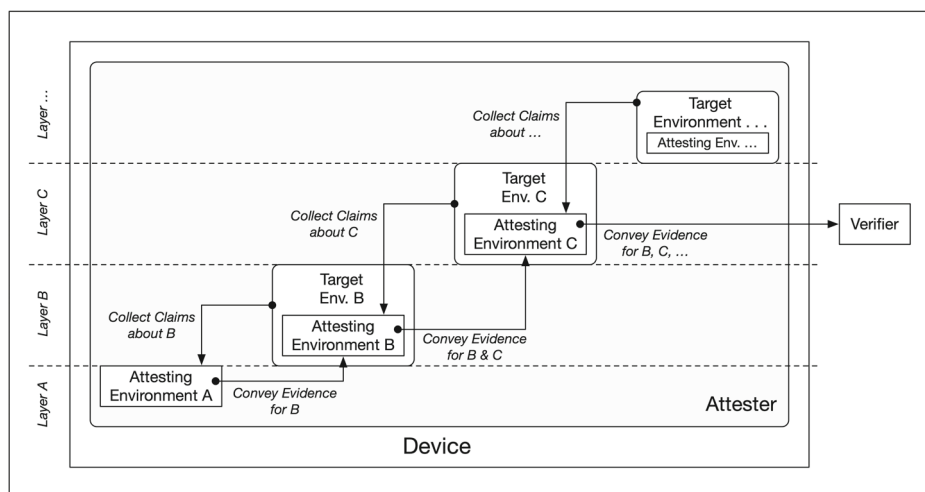 Layer …
Collect Claims
about …
Target
Environment . . .
Attesting Env. …
Layer C
Collect Claims
about C
Target
Env. C
Attesting
Environment C
Convey Evidence
for B, C, …
Verifier
Layer B
Collect Claims
about B
Target
Env. B
Attesting
Environment B
Convey Evidence
for B & C
Layer A
Attesting
Environment A
Convey Evidence
for B
Attester
Device